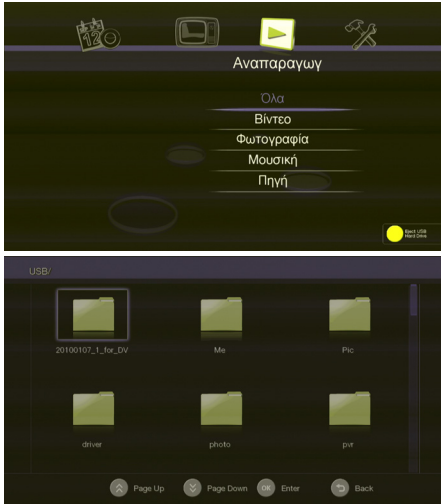 12
Αναπαραγωγ
Όλα
Βίντεο
Φωτογραφία
Μουσική
Πηγή
Eject USB
Hard Drive
USB/
20100107_1_for_DV
Me
Pic
driver
photo
pvr
Page Up
Page Down
OK
Enter
Back